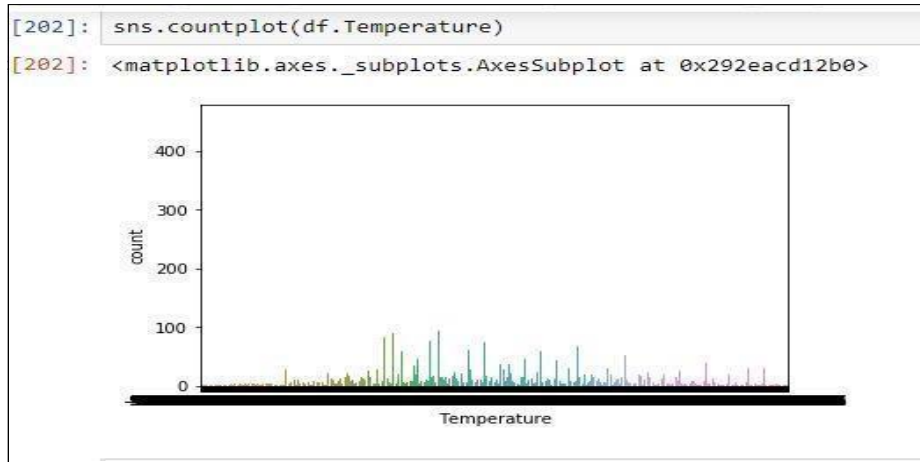 [202]: sns.countplot(df.Temperature)
[202]: <matplotlib.axes._subplots.AxesSubplot at 0x292eacd12b0>
400
300
200
100
0
count
Temperature